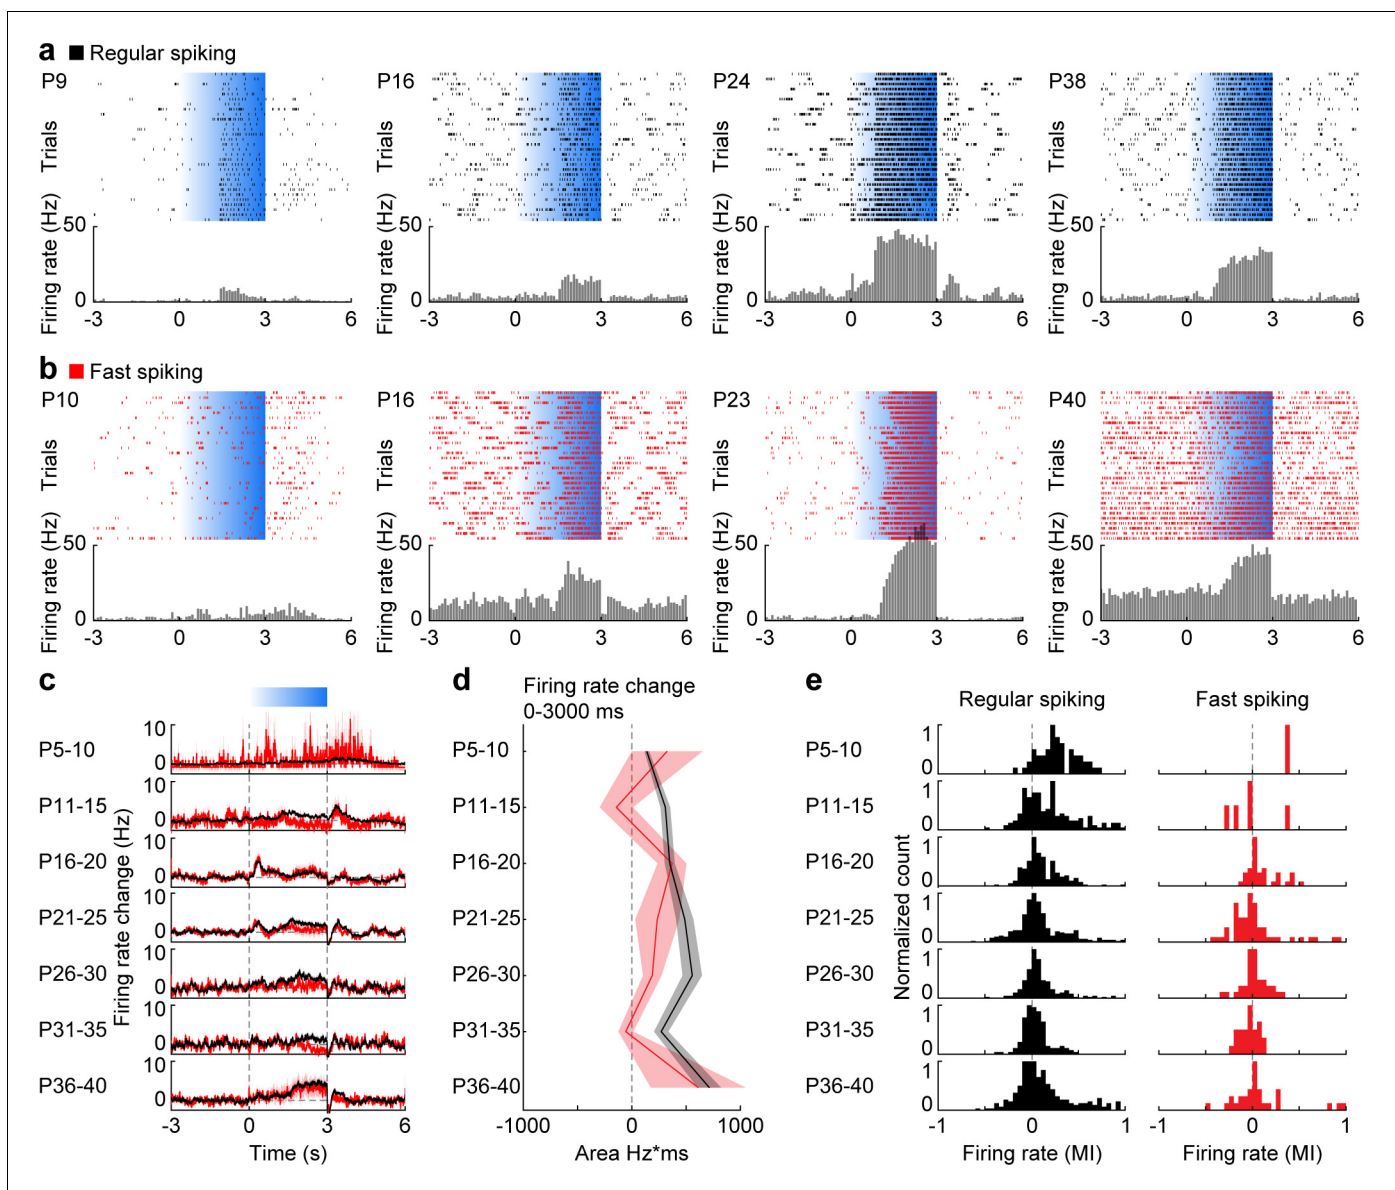 a Regular spiking
P9 P16 P24 P38
Trials Trials Trials Trials
Firing rate (Hz) Firing rate (Hz) Firing rate (Hz) Firing rate (Hz)
50 50 50 50
0 0 0 0
-3 0 3 6 -3 0 3 6 -3 0 3 6 -3 0 3 6
b Fast spiking
P10 P16 P23 P40
Trials Trials Trials Trials
Firing rate (Hz) Firing rate (Hz) Firing rate (Hz) Firing rate (Hz)
50 50 50 50
0 0 0 0
-3 0 3 6 -3 0 3 6 -3 0 3 6 -3 0 3 6
c
Firing rate change (Hz)
P5-10 10 0
P11-15 10 0
P16-20 10 0
P21-25 10 0
P26-30 10 0
P31-35 10 0
P36-40 10 0
-3 0 3 6
Time (s)
d
Firing rate change
0-3000 ms
P5-10
P11-15
P16-20
P21-25
P26-30
P31-35
P36-40
-1000 0 1000
Area Hz*ms
e
Regular spiking Fast spiking
Normalized count
P5-10 1 0
P11-15 1 0
P16-20 1 0
P21-25 1 0
P26-30 1 0
P31-35 1 0
P36-40 1 0
-1 0 1 -1 0 1
Firing rate (MI) Firing rate (MI)